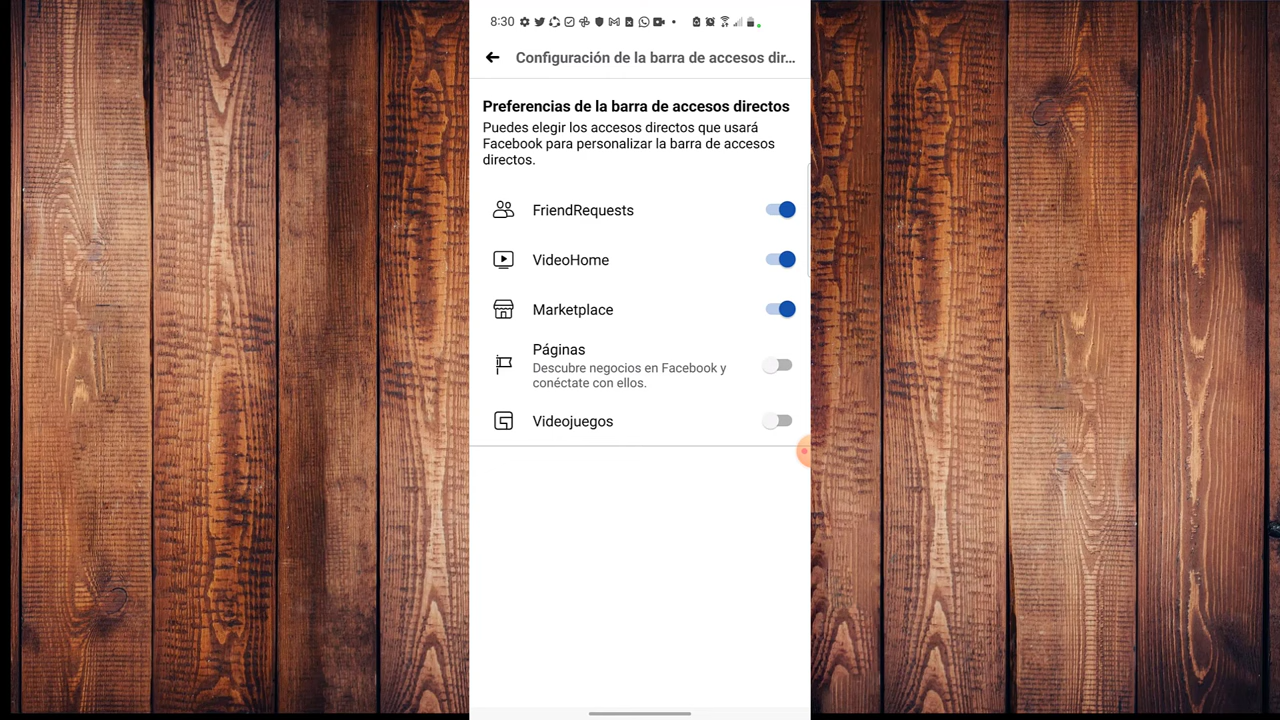 8:30
Configuración de la barra de accesos dir...
Preferencias de la barra de accesos directos
Puedes elegir los accesos directos que usará
Facebook para personalizar la barra de accesos
directos.
FriendRequests
VideoHome
Marketplace
Páginas
Descubre negocios en Facebook y
conéctate con ellos.
Videojuegos